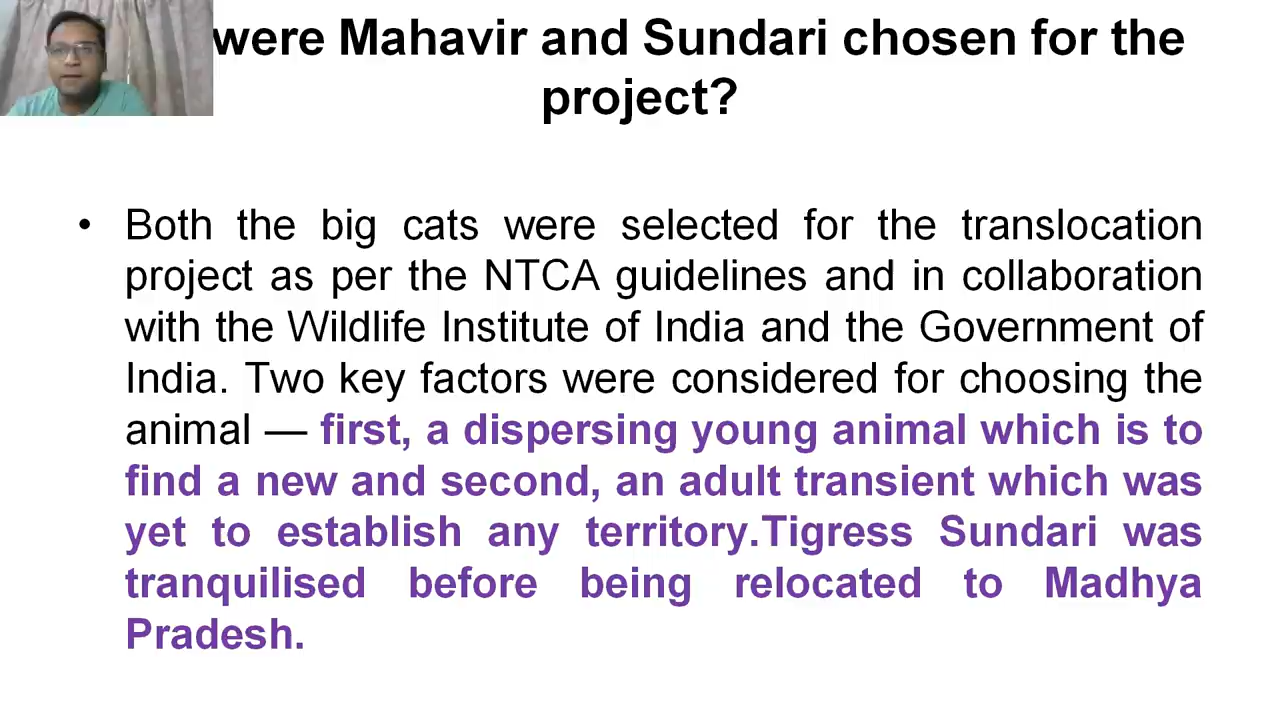 were Mahavir and Sundari chosen for the
project?
• Both the big cats were selected for the translocation
project as per the NTCA guidelines and in collaboration
with the Wildlife Institute of India and the Government of
India. Two key factors were considered for choosing the
animal — first, a dispersing young animal which is to
find a new and second, an adult transient which was
yet to establish any territory.Tigress Sundari was
tranquilised before being relocated to Madhya
Pradesh.